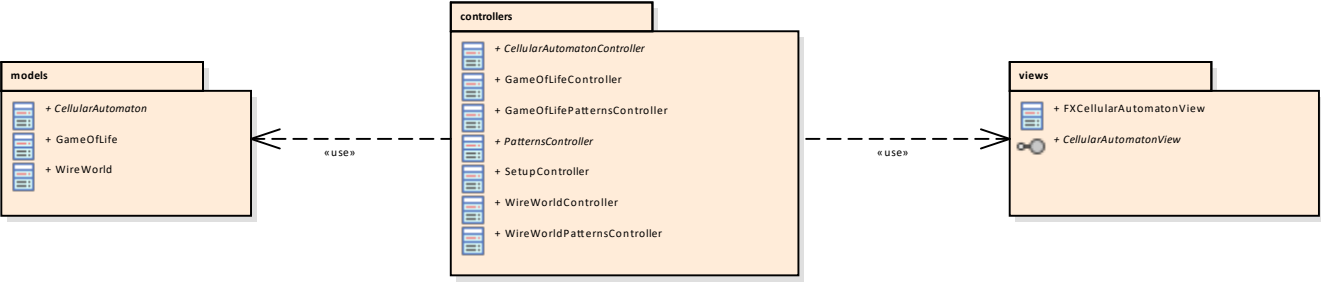 models
+ CellularAutomaton
+ GameOfLife
+ WireWorld
«use»
controllers
+ CellularAutomatonController
+ GameOfLifeController
+ GameOfLifePatternsController
+ PatternsController
+ SetupController
+ WireWorldController
+ WireWorldPatternsController
«use»
views
+ FXCellularAutomatonView
+ CellularAutomatonView